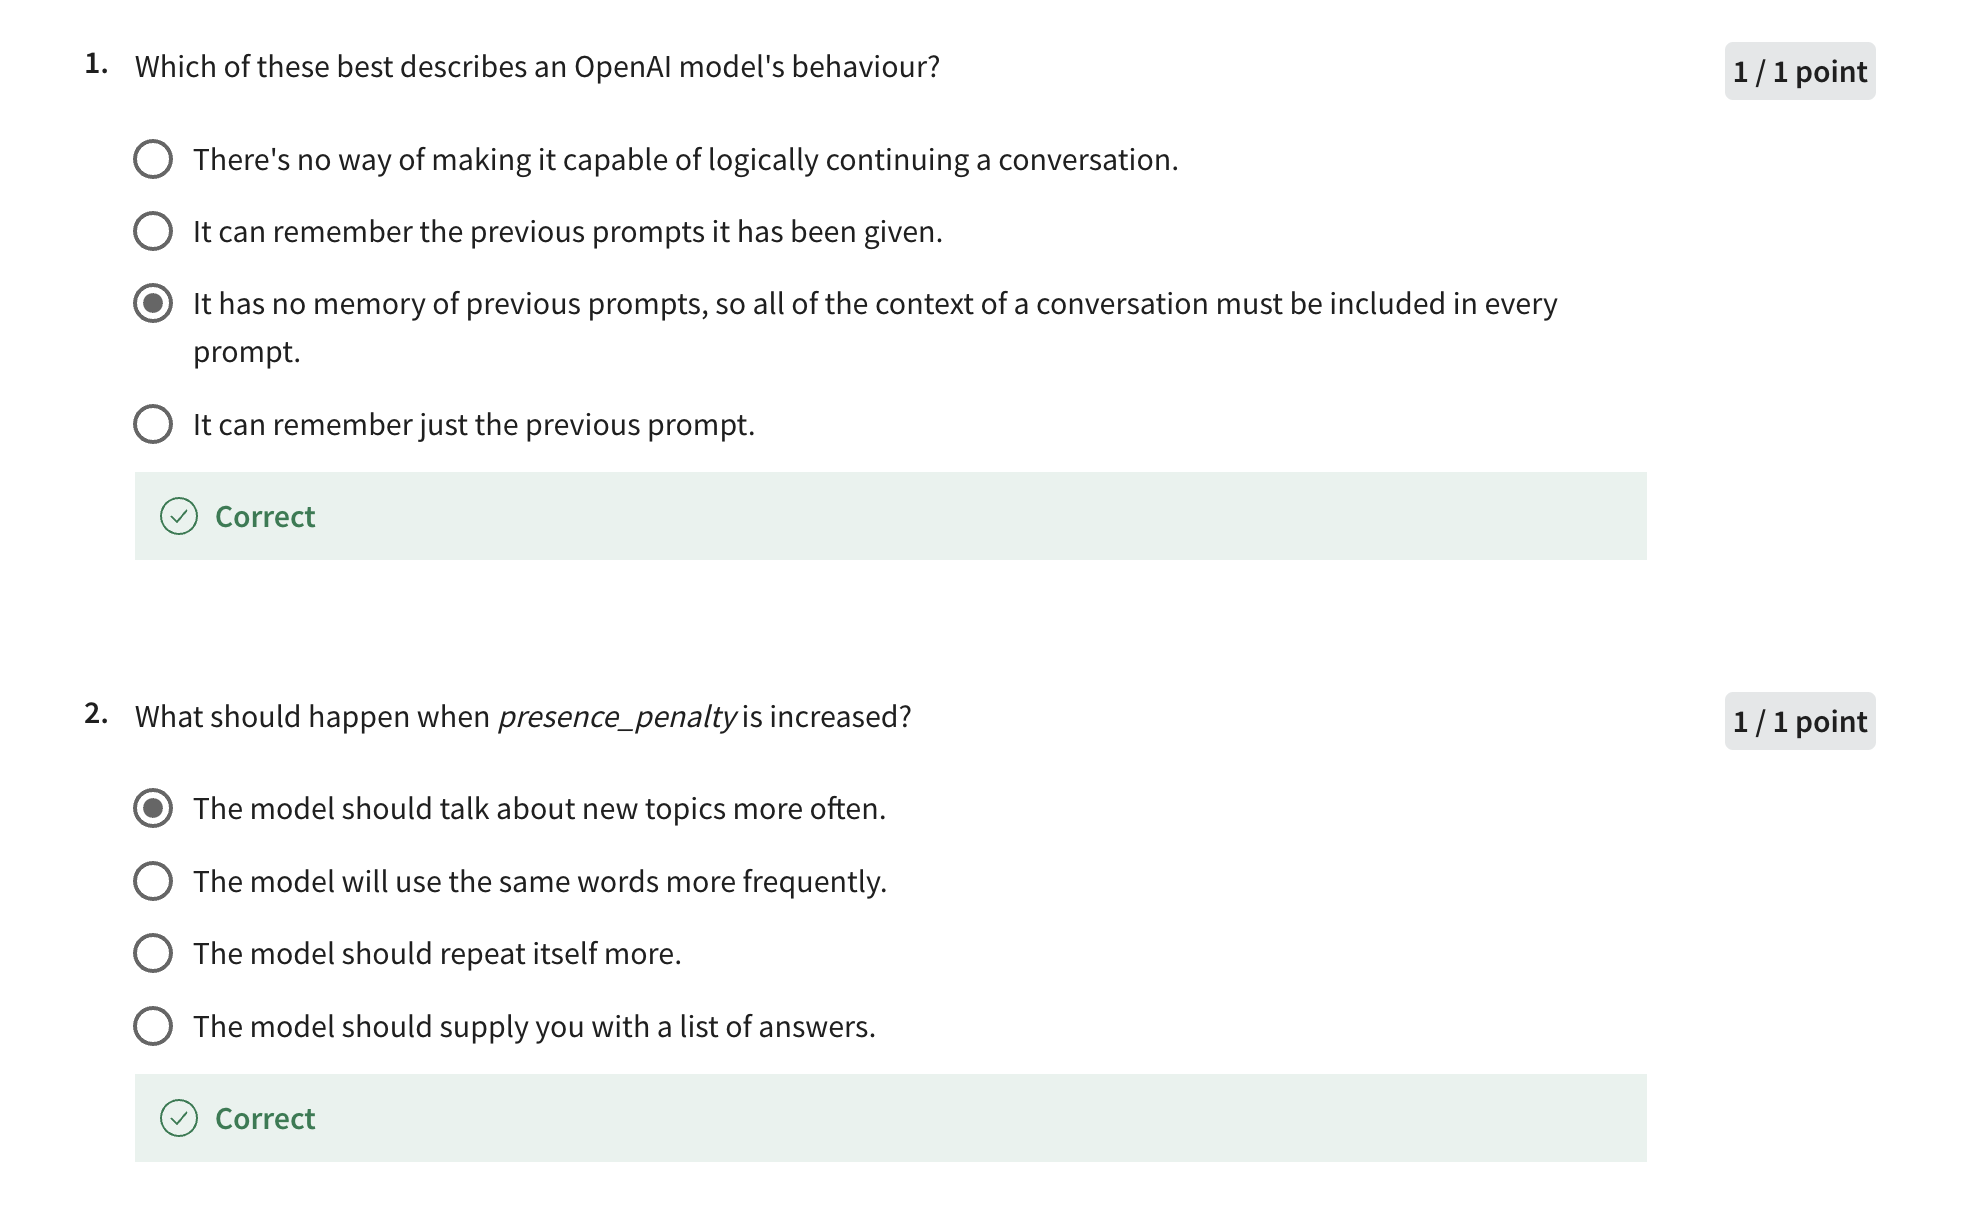 1. Which of these best describes an OpenAI model's behaviour?
1 / 1 point
There's no way of making it capable of logically continuing a conversation.
It can remember the previous prompts it has been given.
It has no memory of previous prompts, so all of the context of a conversation must be included in every
prompt.
It can remember just the previous prompt.
Correct
2. What should happen when presence_penalty is increased?
1 / 1 point
The model should talk about new topics more often.
The model will use the same words more frequently.
The model should repeat itself more.
The model should supply you with a list of answers.
Correct